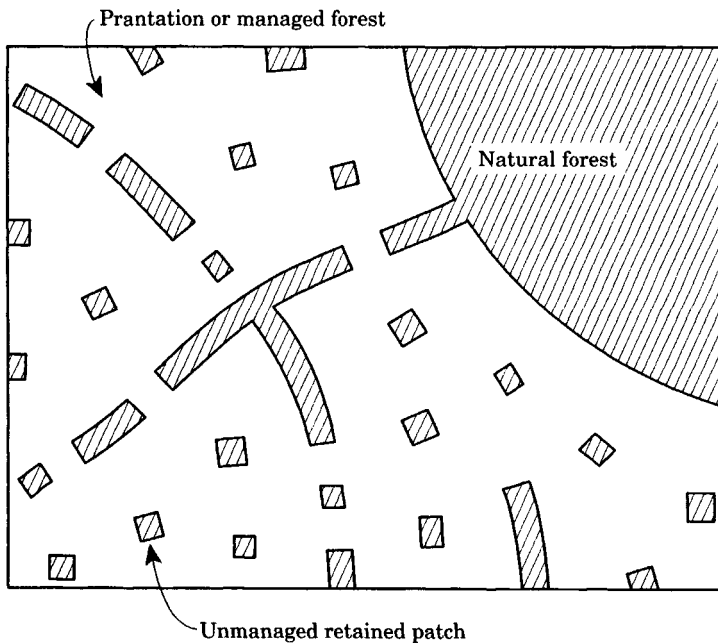 Prantation or managed forest
Natural forest
Unmanaged retained patch